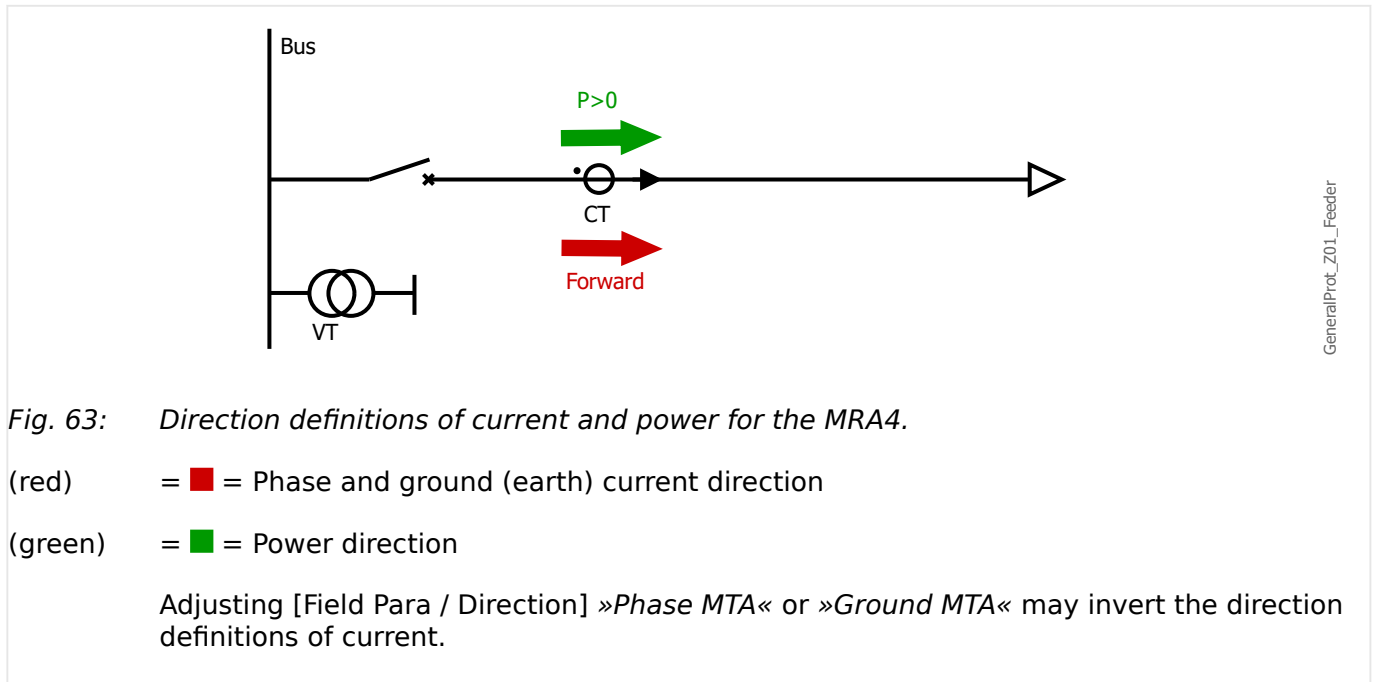 Bus
P>0
CT
Forward
VT
GeneralProt_Z01_Feeder
Fig. 63: Direction definitions of current and power for the MRA4.
(red) = ■ = Phase and ground (earth) current direction
(green) = ■ = Power direction
Adjusting [Field Para / Direction] »Phase MTA« or »Ground MTA« may invert the direction
definitions of current.